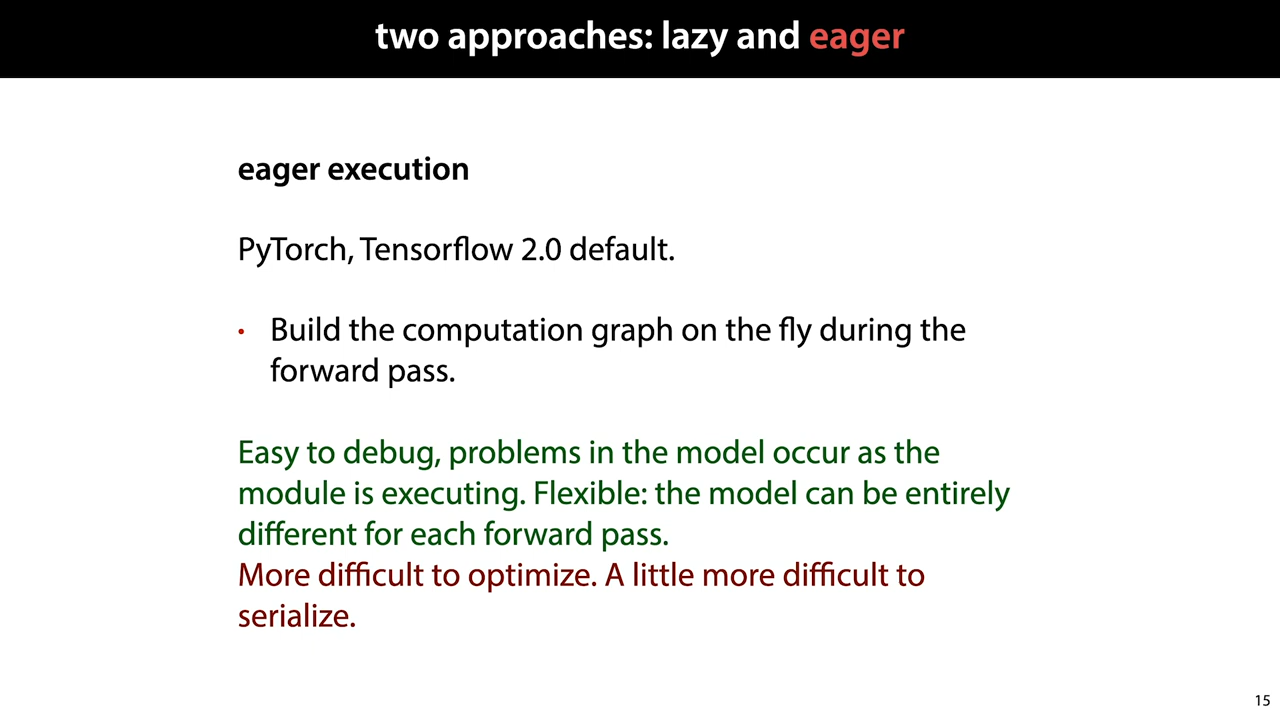 two approaches: lazy and eager
eager execution
PyTorch, Tensorflow 2.0 default.
• Build the computation graph on the fly during the
forward pass.
Easy to debug, problems in the model occur as the
module is executing. Flexible: the model can be entirely
different for each forward pass.
More difficult to optimize. A little more difficult to
serialize.
15